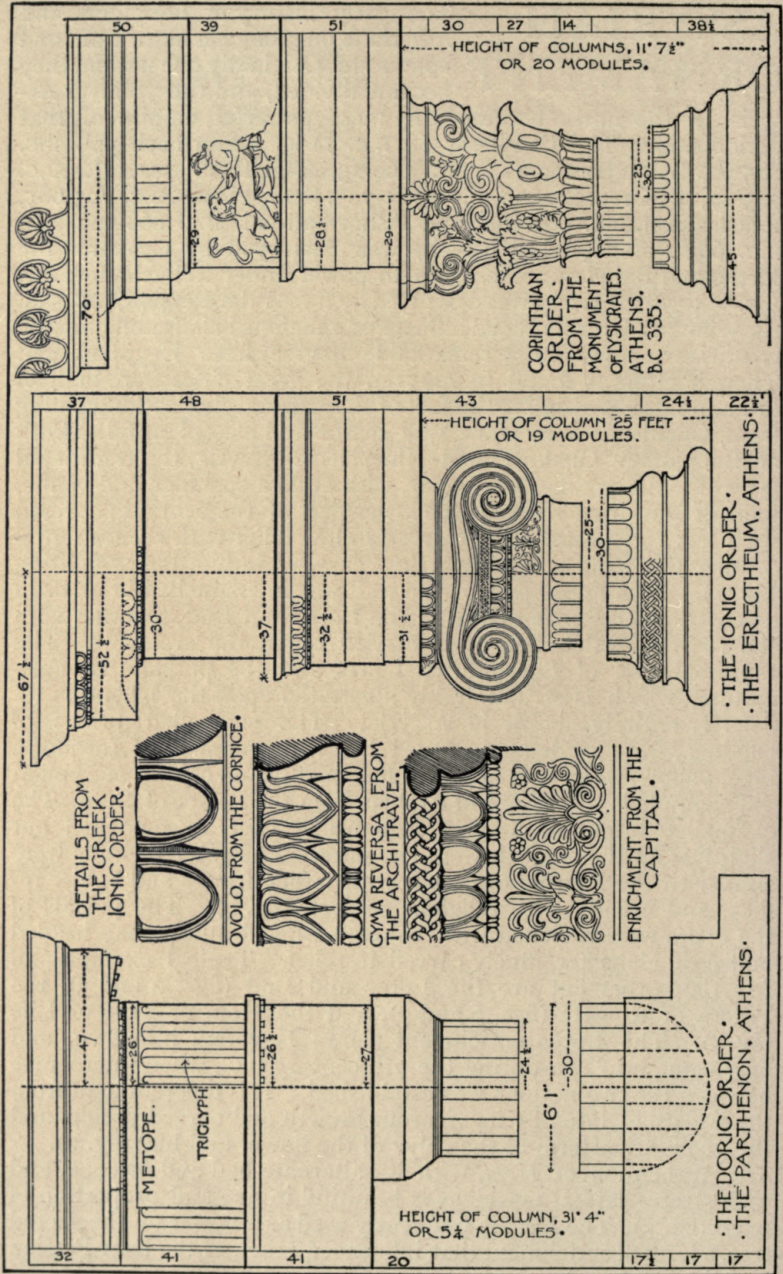 50 39 51 30 27 14 38½
HEIGHT OF COLUMNS, 11' 7½"
OR 20 MODULES.
70
29
28½
29
25
30
45
CORINTHIAN
ORDER.
FROM THE
MONUMENT
OF LYSICRATES.
ATHENS.
B.C 335.
37 48 51 43 24½ 22½
HEIGHT OF COLUMN 25 FEET
OR 19 MODULES.
67½
52½
30
37
32½
31½
25
30
· THE IONIC ORDER ·
· THE ERECTHEUM, ATHENS ·
DETAILS FROM
THE GREEK
IONIC ORDER.
OVOLO, FROM THE CORNICE.
CYMA REVERSA, FROM
THE ARCHITRAVE.
ENRICHMENT FROM THE
CAPITAL.
47
26
26½
27
24½
30
6' 1"
METOPE.
TRIGLYPH
HEIGHT OF COLUMN, 31' 4"
OR 5¼ MODULES.
· THE DORIC ORDER ·
· THE PARTHENON, ATHENS ·
32 41 41 20 17½ 17 17